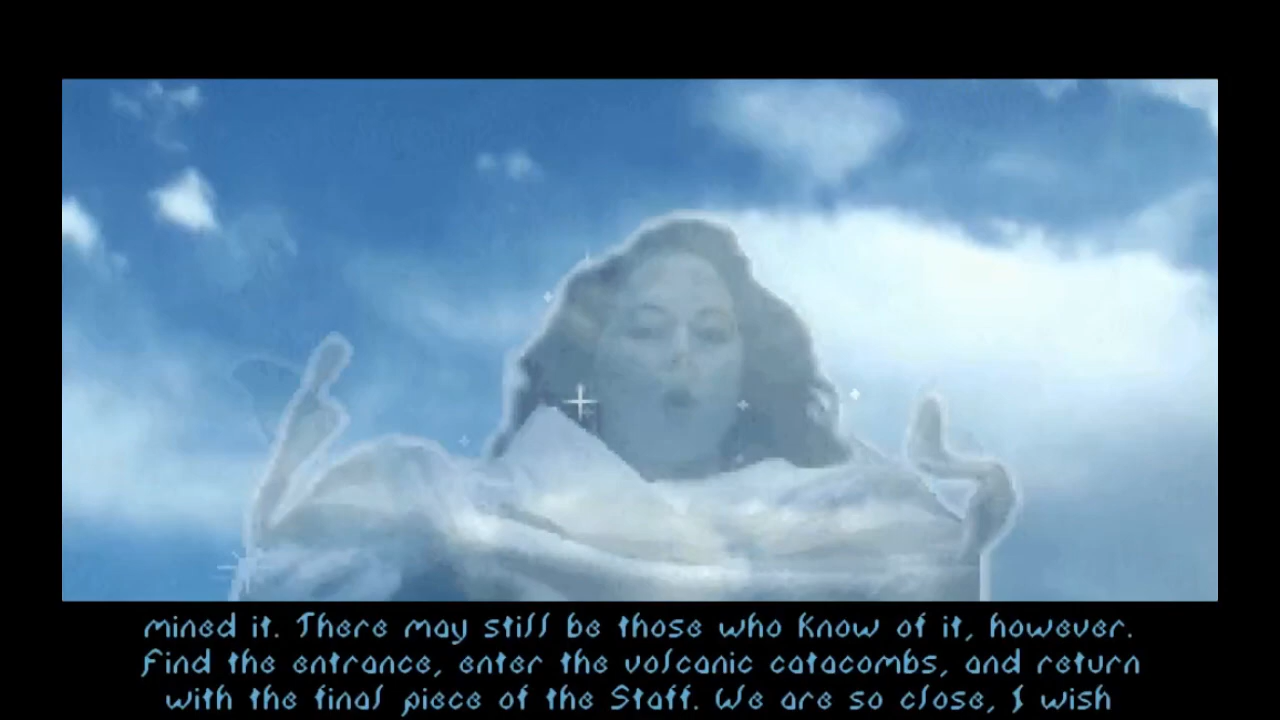 mined it. There may still be those who know of it, however.
Find the entrance, enter the volcanic catacombs, and return
with the final piece of the Staff. We are so close, I wish